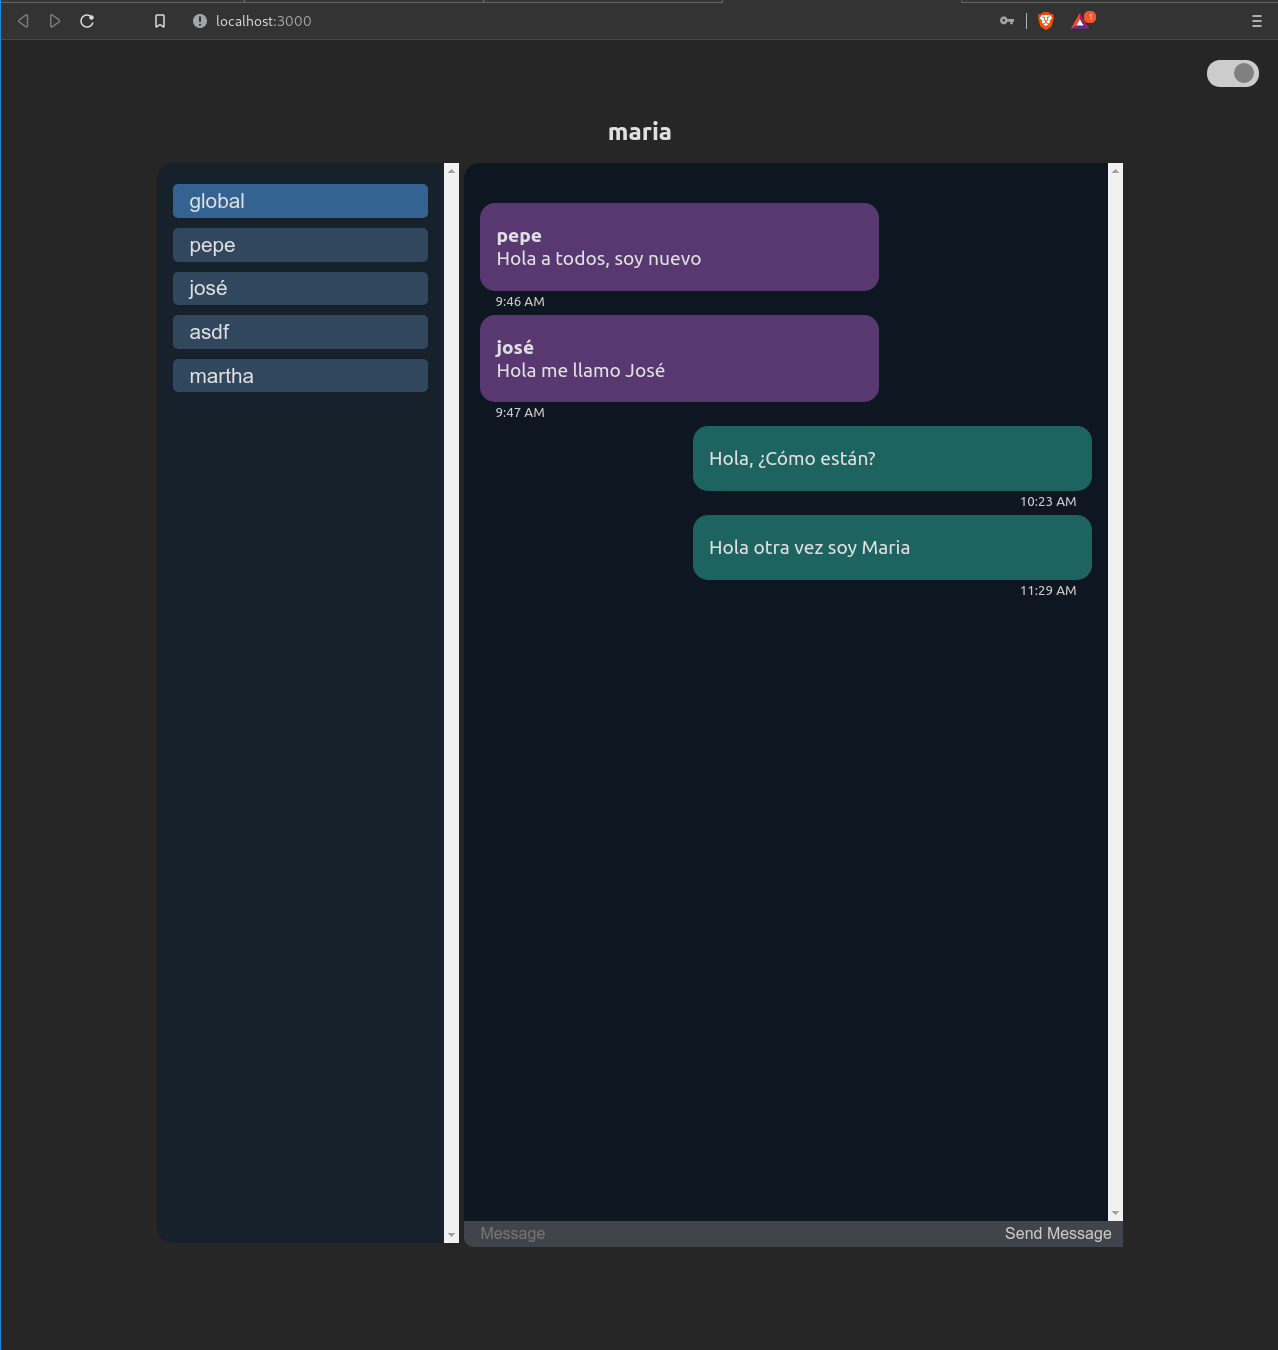 localhost:3000
1
maria
global
pepe
josé
asdf
martha
pepe
Hola a todos, soy nuevo
9:46 AM
josé
Hola me llamo José
9:47 AM
Hola, ¿Cómo están?
10:23 AM
Hola otra vez soy Maria
11:29 AM
Message
Send Message